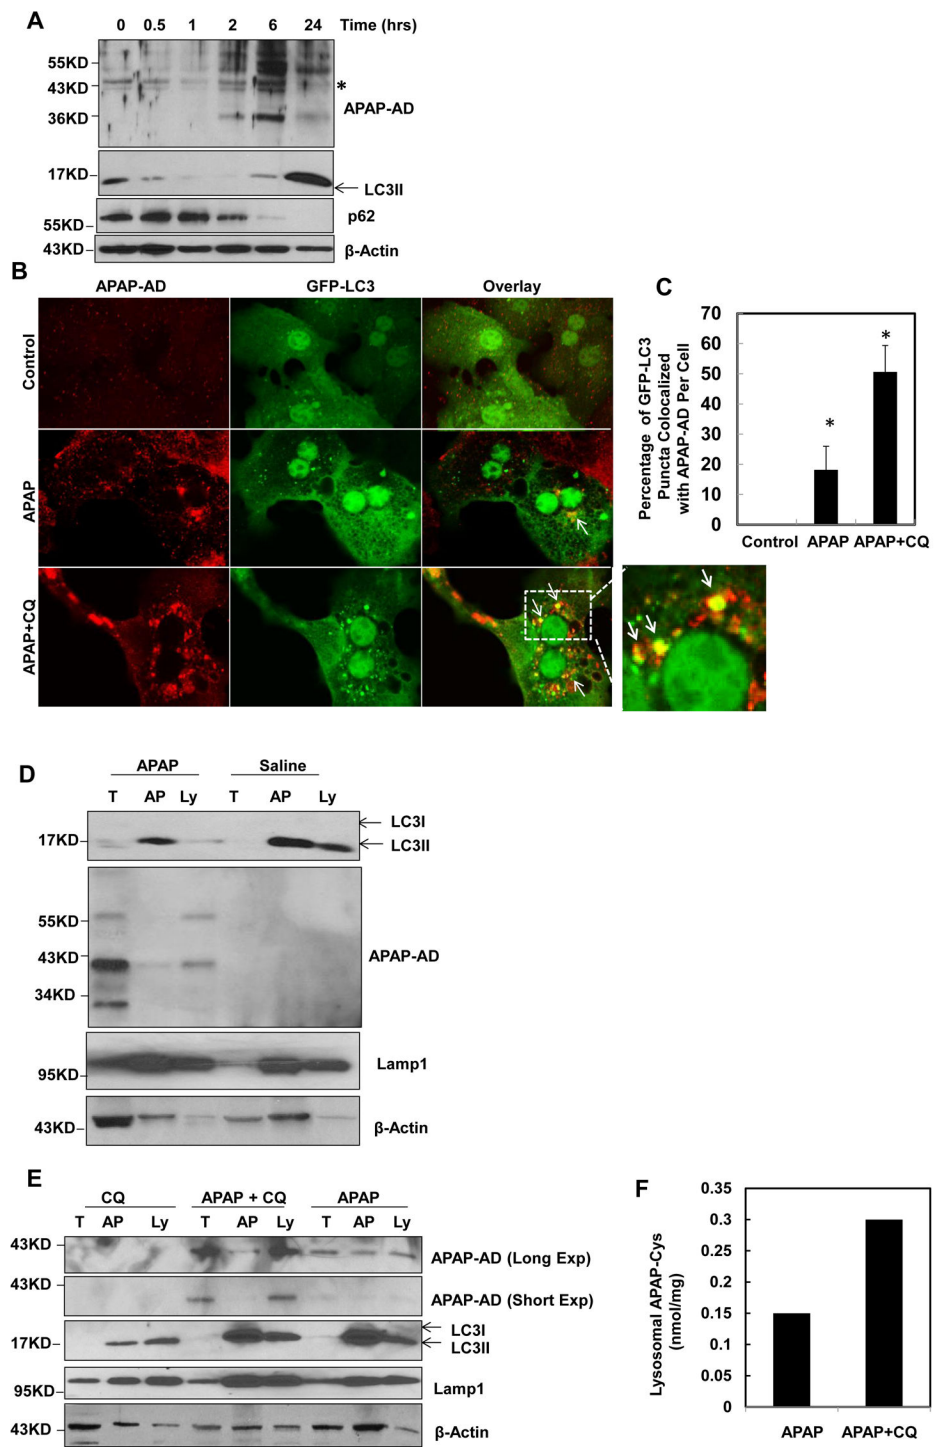 A
0 0.5 1 2 6 24 Time (hrs)
55KD
43KD
*
APAP-AD
36KD
17KD
LC3II
p62
55KD
43KD
β-Actin
B
APAP-AD GFP-LC3 Overlay
Control
APAP
APAP+CQ
C
Percentage of GFP-LC3
Puncta Colocalized
with APAP-AD Per Cell
70
60
50
40
30
20
10
0
*
*
Control APAP APAP+CQ
D
APAP Saline
T AP Ly T AP Ly
LC3I
17KD
LC3II
55KD
43KD
APAP-AD
34KD
Lamp1
95KD
β-Actin
43KD
E
CQ APAP + CQ APAP
T AP Ly T AP Ly T AP Ly
43KD
APAP-AD (Long Exp)
43KD
APAP-AD (Short Exp)
LC3I
17KD
LC3II
Lamp1
95KD
43KD
β-Actin
F
Lysosomal APAP-Cys
(nmol/mg)
0.35
0.3
0.25
0.2
0.15
0.1
0.05
0
APAP APAP+CQ